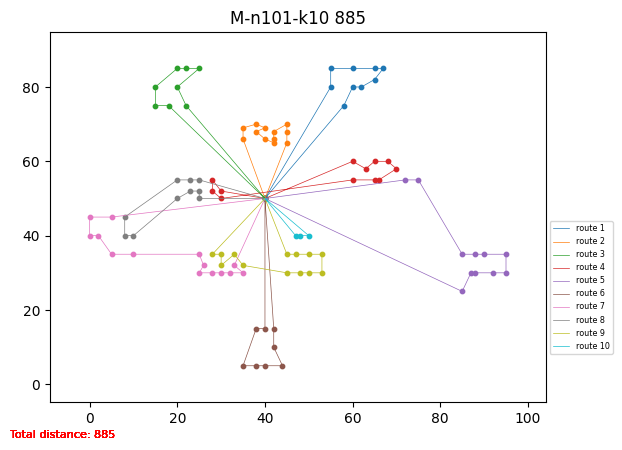 M-n101-k10 885
80
60
40
20
0
0 20 40 60 80 100
route 1
route 2
route 3
route 4
route 5
route 6
route 7
route 8
route 9
route 10
Total distance: 885